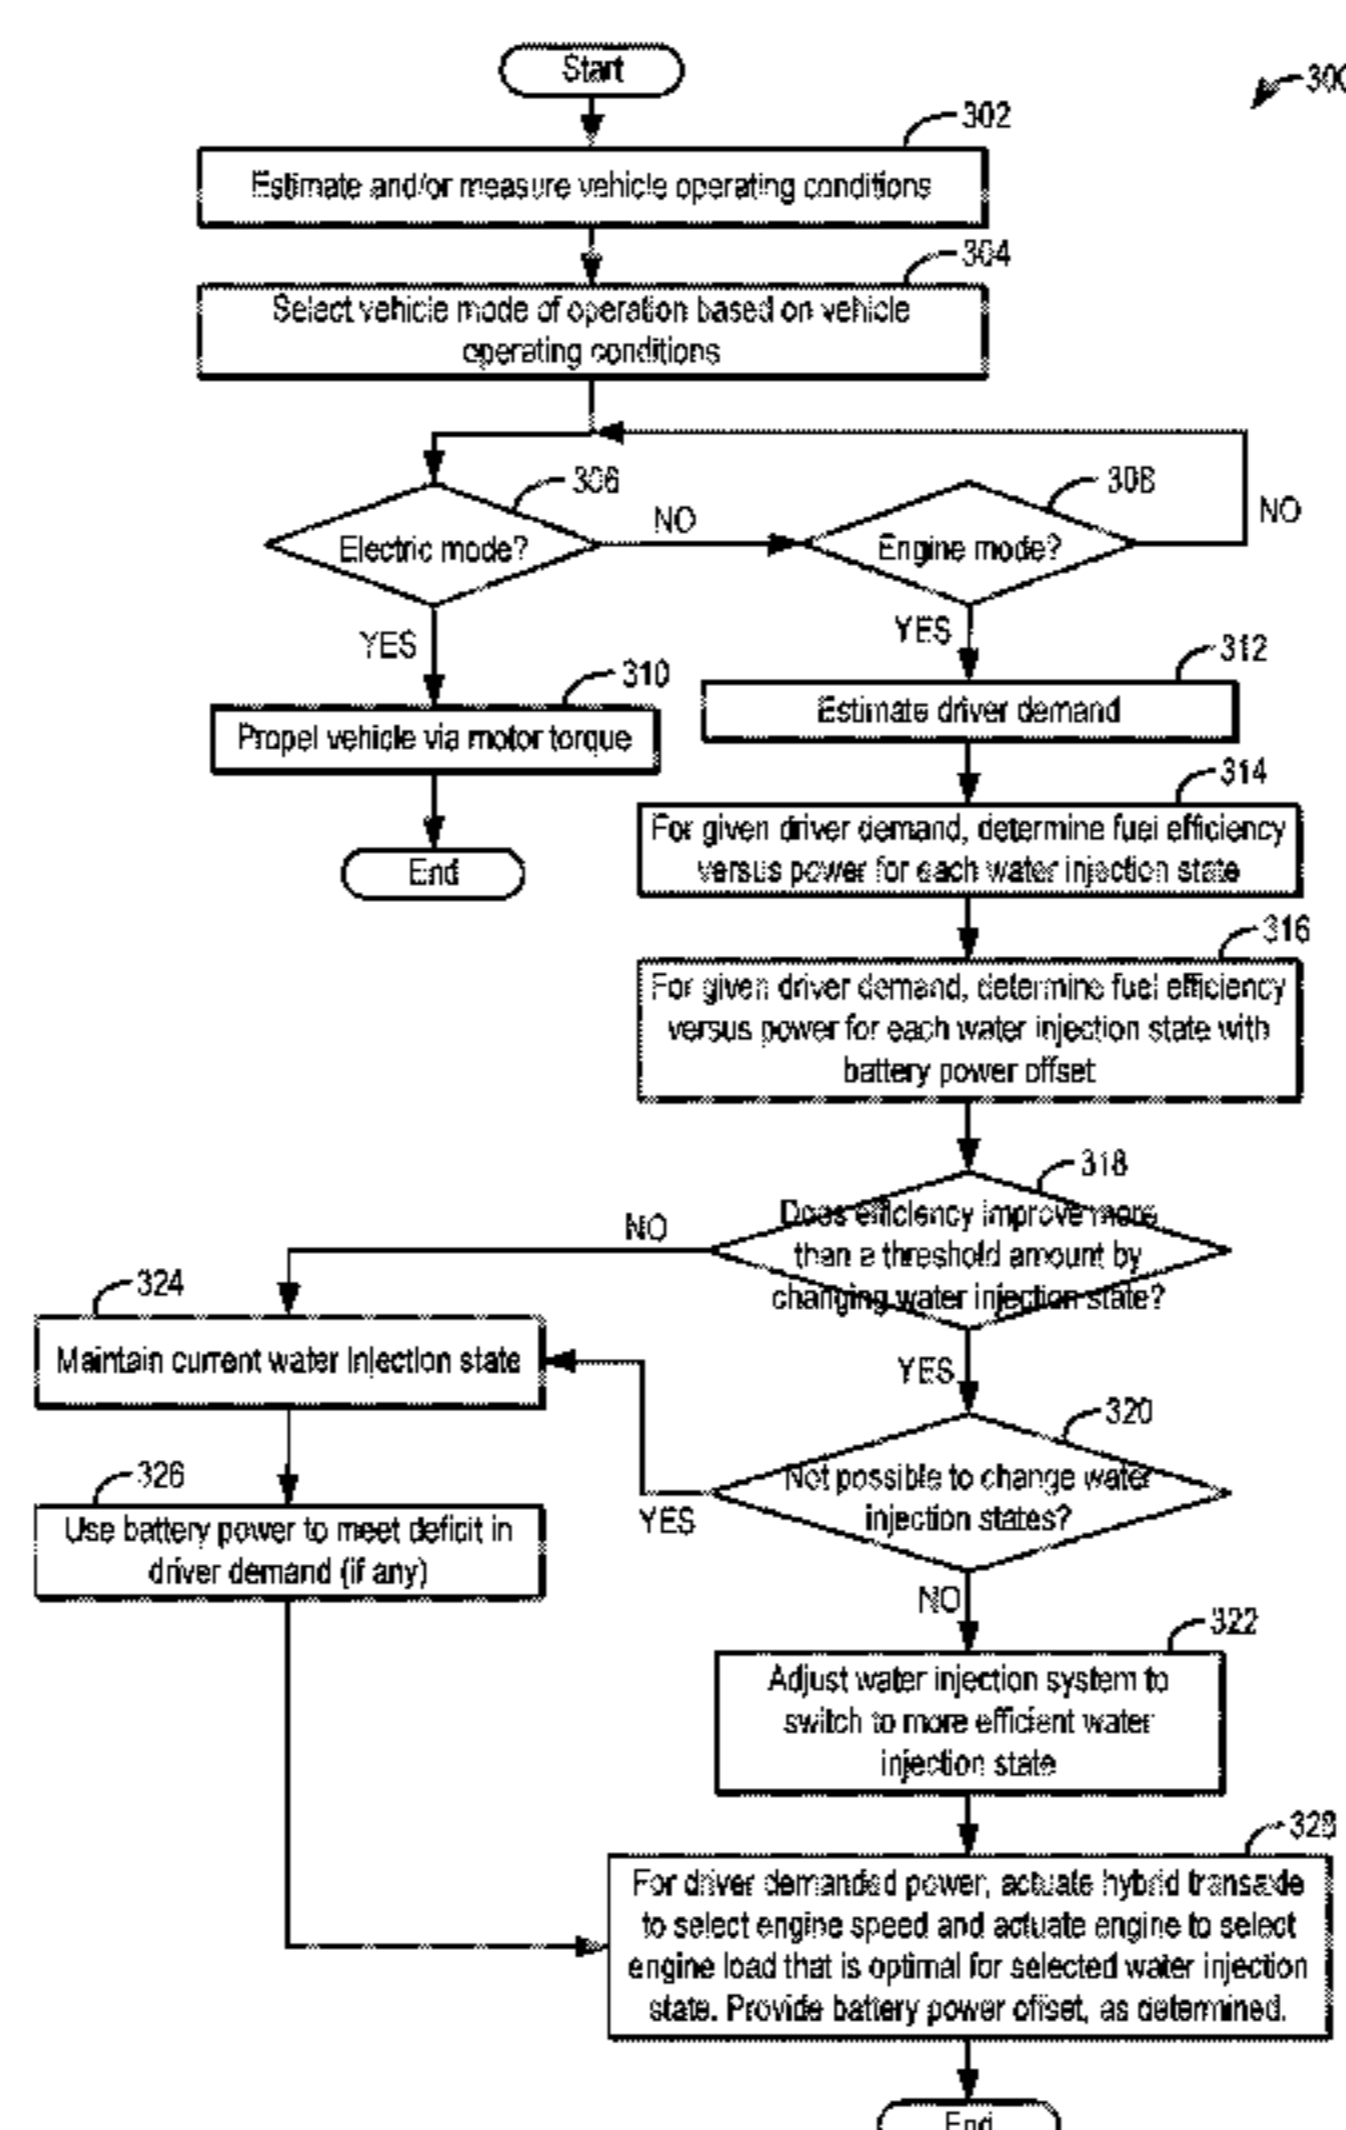 Start
300
302
Estimate and/or measure vehicle operating conditions
304
Select vehicle mode of operation based on vehicle
operating conditions
306
Electric mode?
NO
308
Engine mode?
NO
YES
YES
310
Propel vehicle via motor torque
End
312
Estimate driver demand
314
For given driver demand, determine fuel efficiency
versus power for each water injection state
316
For given driver demand, determine fuel efficiency
versus power for each water injection state with
battery power offset
318
Does efficiency improve more
than a threshold amount by
changing water injection state?
NO
YES
324
Maintain current water injection state
320
Not possible to change water
injection states?
YES
NO
326
Use battery power to meet deficit in
driver demand (if any)
322
Adjust water injection system to
switch to more efficient water
injection state
328
For driver demanded power, actuate hybrid transaxle
to select engine speed and actuate engine to select
engine load that is optimal for selected water injection
state. Provide battery power offset, as determined.
End